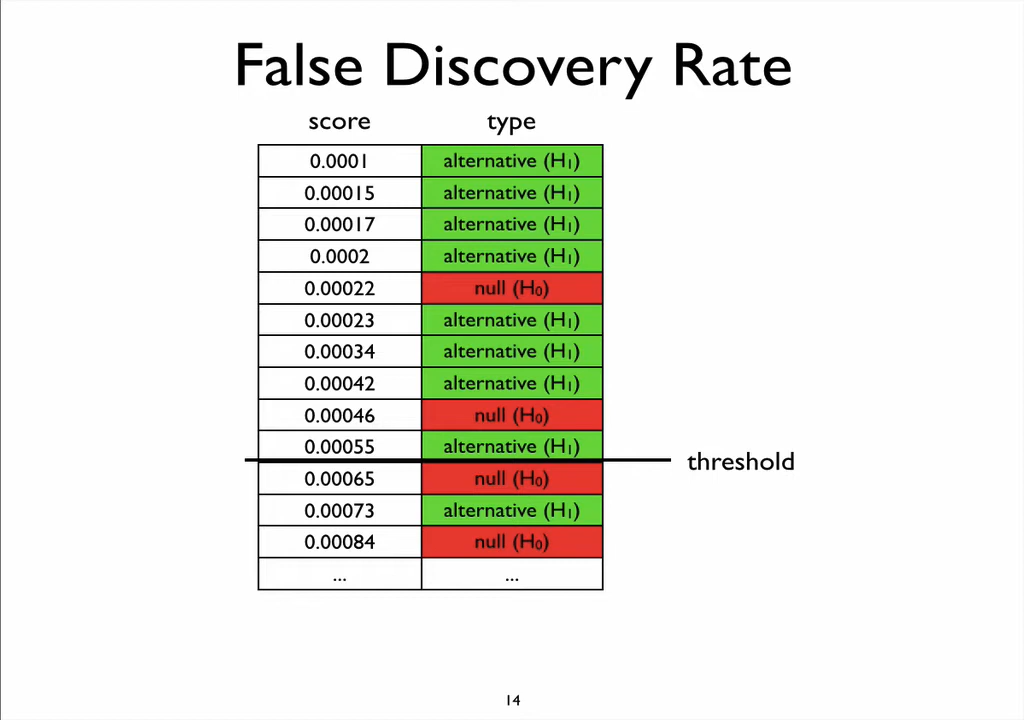 False Discovery Rate
score type
0.0001 alternative (H₁)
0.00015 alternative (H₁)
0.00017 alternative (H₁)
0.0002 alternative (H₁)
0.00022 null (H₀)
0.00023 alternative (H₁)
0.00034 alternative (H₁)
0.00042 alternative (H₁)
0.00046 null (H₀)
0.00055 alternative (H₁)
threshold
0.00065 null (H₀)
0.00073 alternative (H₁)
0.00084 null (H₀)
... ...
14